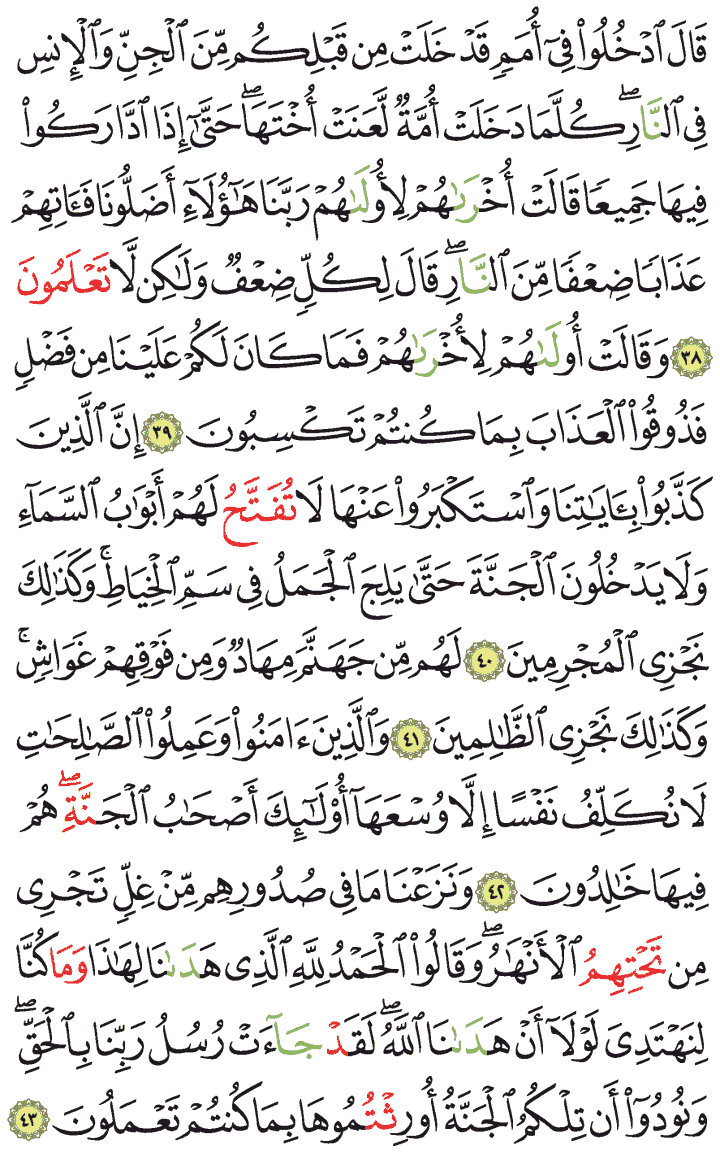 قَالَ ٱدْخُلُوا۟ فِىٓ أُمَمٍ قَدْ خَلَتْ مِن قَبْلِكُم مِّنَ ٱلْجِنِّ وَٱلْإِنسِ
فِى ٱلنَّارِ ۖ كُلَّمَا دَخَلَتْ أُمَّةٌ لَّعَنَتْ أُخْتَهَا ۖ حَتَّىٰٓ إِذَا ٱدَّارَكُوا۟
فِيهَا جَمِيعًا قَالَتْ أُخْرَىٰهُمْ لِأُولَىٰهُمْ رَبَّنَا هَٰٓؤُلَآءِ أَضَلُّونَا فَـَٔاتِهِمْ
عَذَابًا ضِعْفًا مِّنَ ٱلنَّارِ ۖ قَالَ لِكُلٍّ ضِعْفٌ وَلَٰكِن لَّا تَعْلَمُونَ
٣٨ وَقَالَتْ أُولَىٰهُمْ لِأُخْرَىٰهُمْ فَمَا كَانَ لَكُمْ عَلَيْنَا مِن فَضْلٍ
فَذُوقُوا۟ ٱلْعَذَابَ بِمَا كُنتُمْ تَكْسِبُونَ ٣٩ إِنَّ ٱلَّذِينَ
كَذَّبُوا۟ بِـَٔايَٰتِنَا وَٱسْتَكْبَرُوا۟ عَنْهَا لَا تُفَتَّحُ لَهُمْ أَبْوَٰبُ ٱلسَّمَآءِ
وَلَا يَدْخُلُونَ ٱلْجَنَّةَ حَتَّىٰ يَلِجَ ٱلْجَمَلُ فِى سَمِّ ٱلْخِيَاطِ ۚ وَكَذَٰلِكَ
نَجْزِى ٱلْمُجْرِمِينَ ٤٠ لَهُم مِّن جَهَنَّمَ مِهَادٌ وَمِن فَوْقِهِمْ غَوَاشٍ ۚ
وَكَذَٰلِكَ نَجْزِى ٱلظَّٰلِمِينَ ٤١ وَٱلَّذِينَ ءَامَنُوا۟ وَعَمِلُوا۟ ٱلصَّٰلِحَٰتِ
لَا نُكَلِّفُ نَفْسًا إِلَّا وُسْعَهَآ أُو۟لَٰٓئِكَ أَصْحَٰبُ ٱلْجَنَّةِ ۖ هُمْ
فِيهَا خَٰلِدُونَ ٤٢ وَنَزَعْنَا مَا فِى صُدُورِهِم مِّنْ غِلٍّ تَجْرِى
مِن تَحْتِهِمُ ٱلْأَنْهَٰرُ ۖ وَقَالُوا۟ ٱلْحَمْدُ لِلَّهِ ٱلَّذِى هَدَىٰنَا لِهَٰذَا وَمَا كُنَّا
لِنَهْتَدِىَ لَوْلَآ أَنْ هَدَىٰنَا ٱللَّهُ ۖ لَقَدْ جَآءَتْ رُسُلُ رَبِّنَا بِٱلْحَقِّ ۖ
وَنُودُوٓا۟ أَن تِلْكُمُ ٱلْجَنَّةُ أُورِثْتُمُوهَا بِمَا كُنتُمْ تَعْمَلُونَ ٤٣